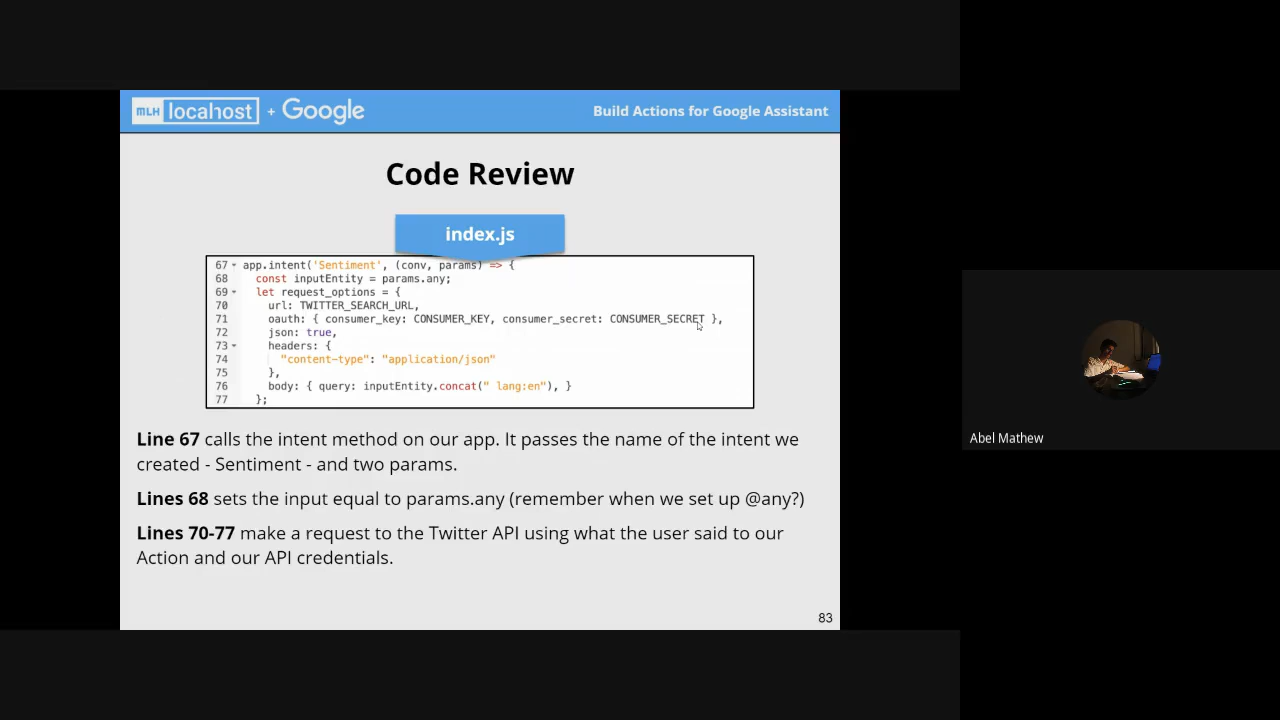 MLH localhost + Google
Build Actions for Google Assistant
Code Review
index.js
67 app.intent('Sentiment', (conv, params) => {
68 const inputEntity = params.any;
69 let request_options = {
70 url: TWITTER_SEARCH_URL,
71 oauth: { consumer_key: CONSUMER_KEY, consumer_secret: CONSUMER_SECRET },
72 json: true,
73 headers: {
74 "content-type": "application/json"
75 },
76 body: { query: inputEntity.concat(" lang:en"), }
77 };
Line 67 calls the intent method on our app. It passes the name of the intent we
created - Sentiment - and two params.
Lines 68 sets the input equal to params.any (remember when we set up @any?)
Lines 70-77 make a request to the Twitter API using what the user said to our
Action and our API credentials.
83
Abel Mathew